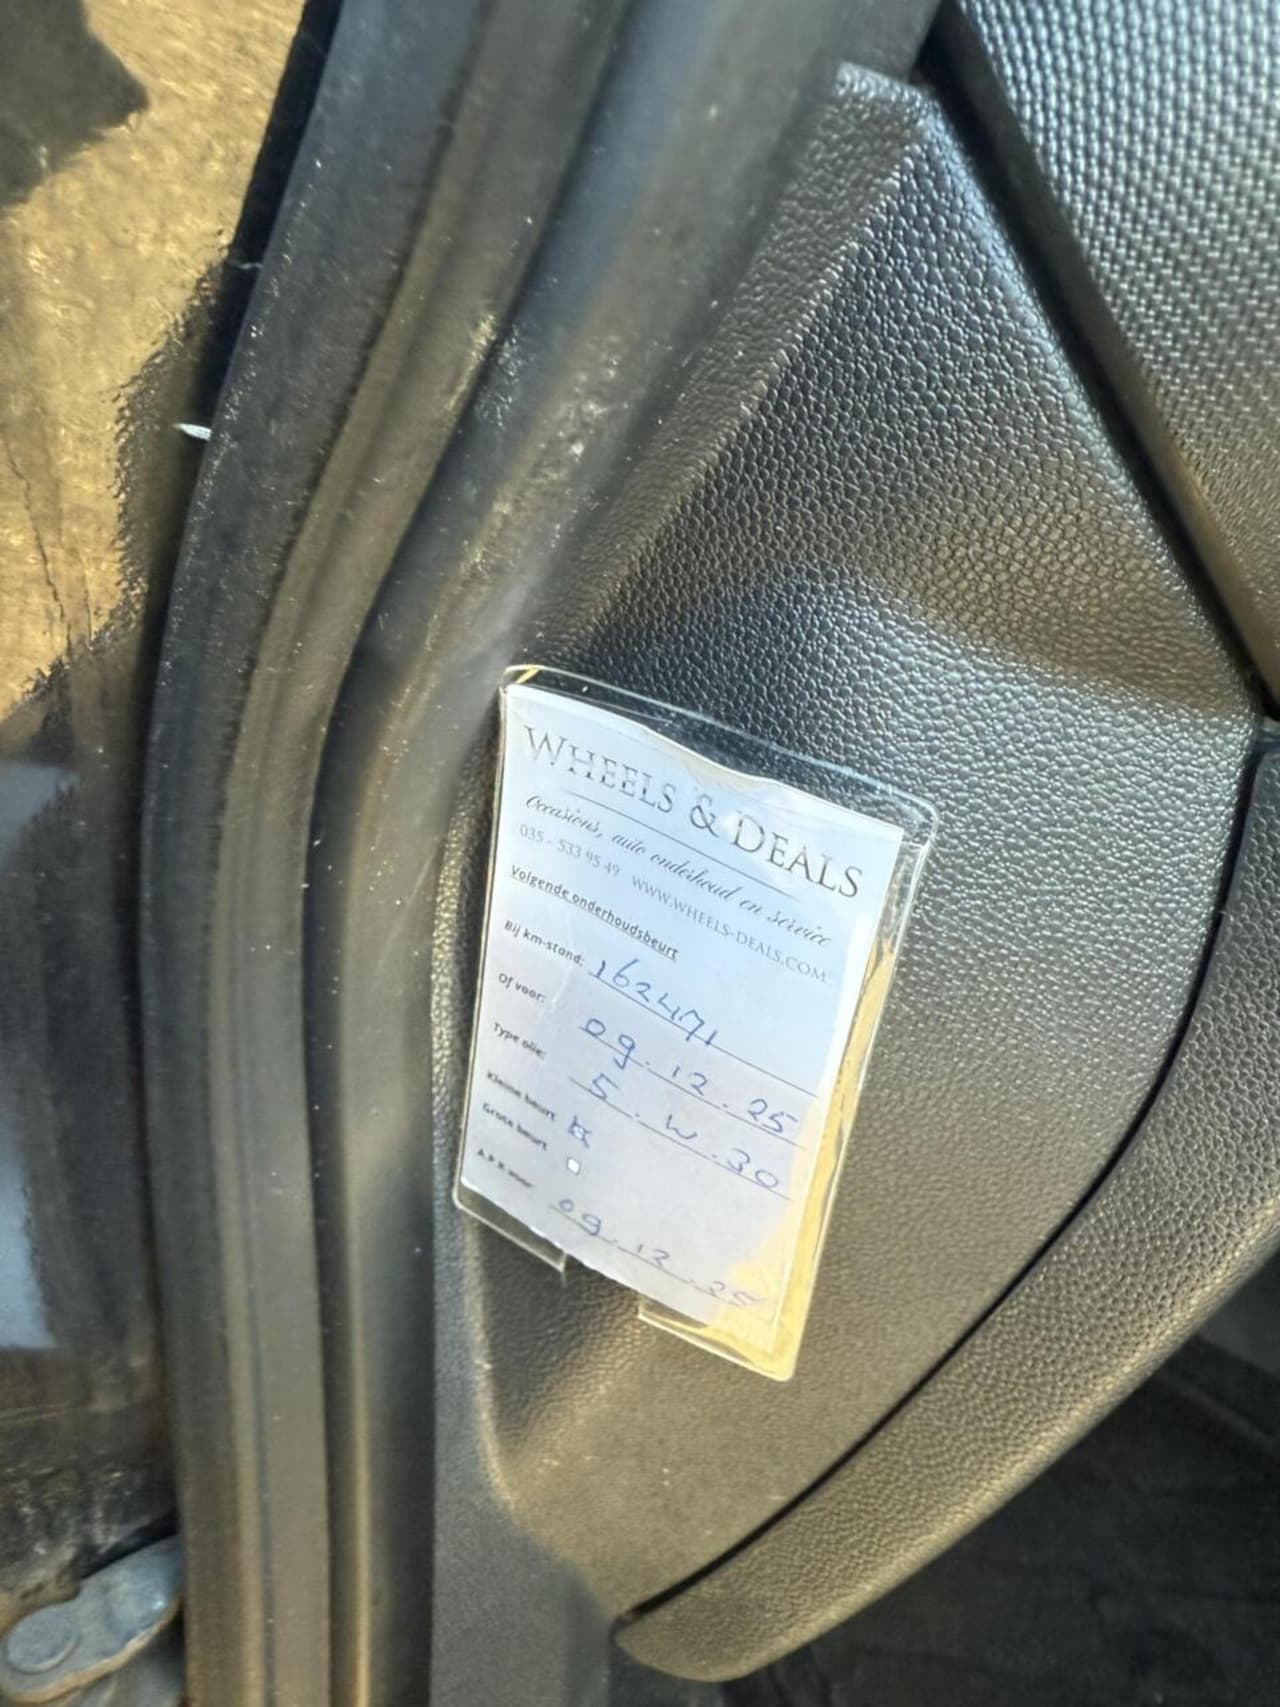 WHEELS & DEALS
Occasions, auto onderhoud en service
035 - 533 95 49 WWW.WHEELS-DEALS.COM
Volgende onderhoudsbeurt
Bij km-stand: 162471
Of voor: 09.12.25
Type olie: 5.W.30
Kleine beurt
Grote beurt
A.P.K. voor: 09.12.25